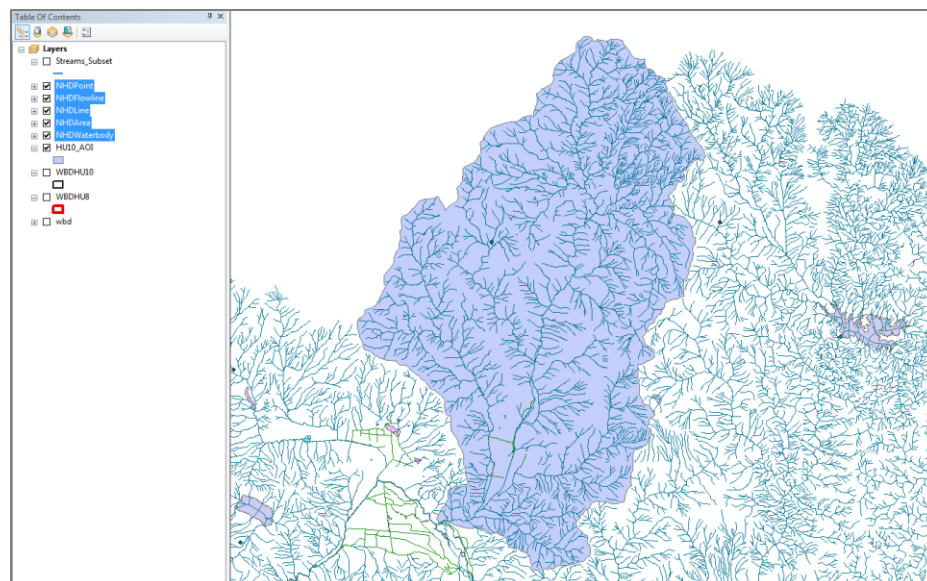 Table Of Contents
Layers
Streams_Subset
NHDPoint
NHDFlowline
NHDLine
NHDArea
NHDWaterbody
HU10_AOI
WBDHU10
WBDHU8
wbd